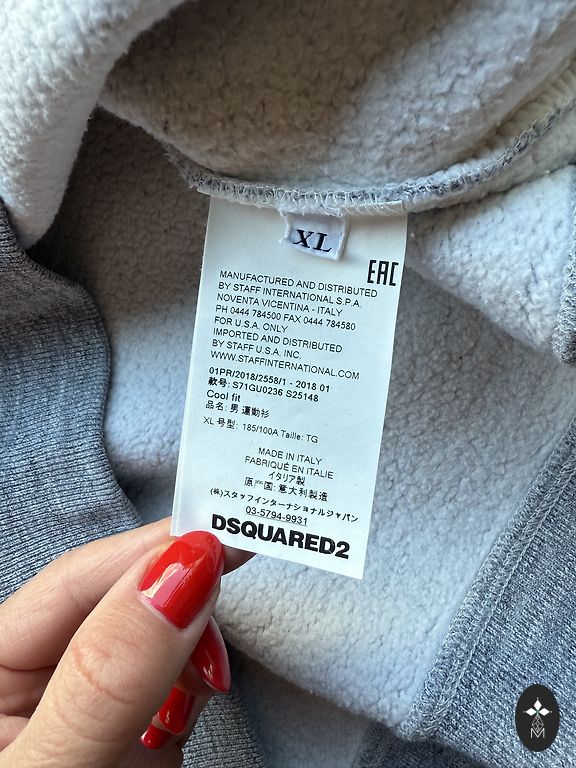 XL
EAC
MANUFACTURED AND DISTRIBUTED
BY STAFF INTERNATIONAL S.P.A.
NOVENTA VICENTINA - ITALY
PH 0444 784500 FAX 0444 784580
FOR U.S.A. ONLY
IMPORTED AND DISTRIBUTED
BY STAFF U.S.A. INC.
WWW.STAFFINTERNATIONAL.COM
01PR/2018/2558/1 - 2018 01
款号: S71GU0236 S25148
Cool fit
品名: 男 運動衫
XL 号型: 185/100A Taille: TG
MADE IN ITALY
FABRIQUÉ EN ITALIE
イタリア製
原产国: 意大利製造
(株)スタッフインターナショナルジャパン
03-5794-9931
DSQUARED2
M